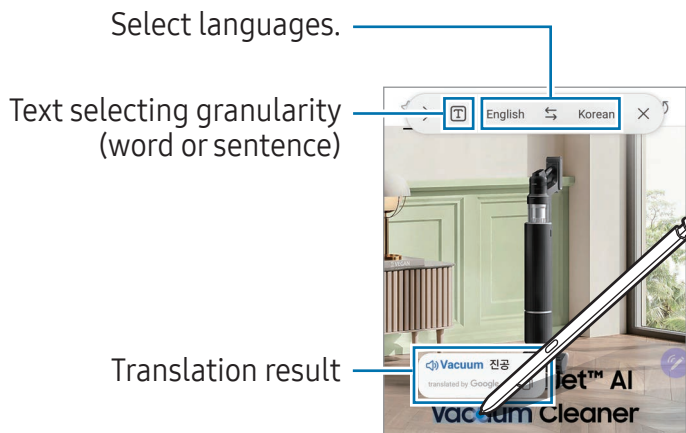 Select languages.
Text selecting granularity
(word or sentence)
English Korean
Translation result
Vacuum 진공
translated by Google
Jet™ AI
Vacuum Cleaner